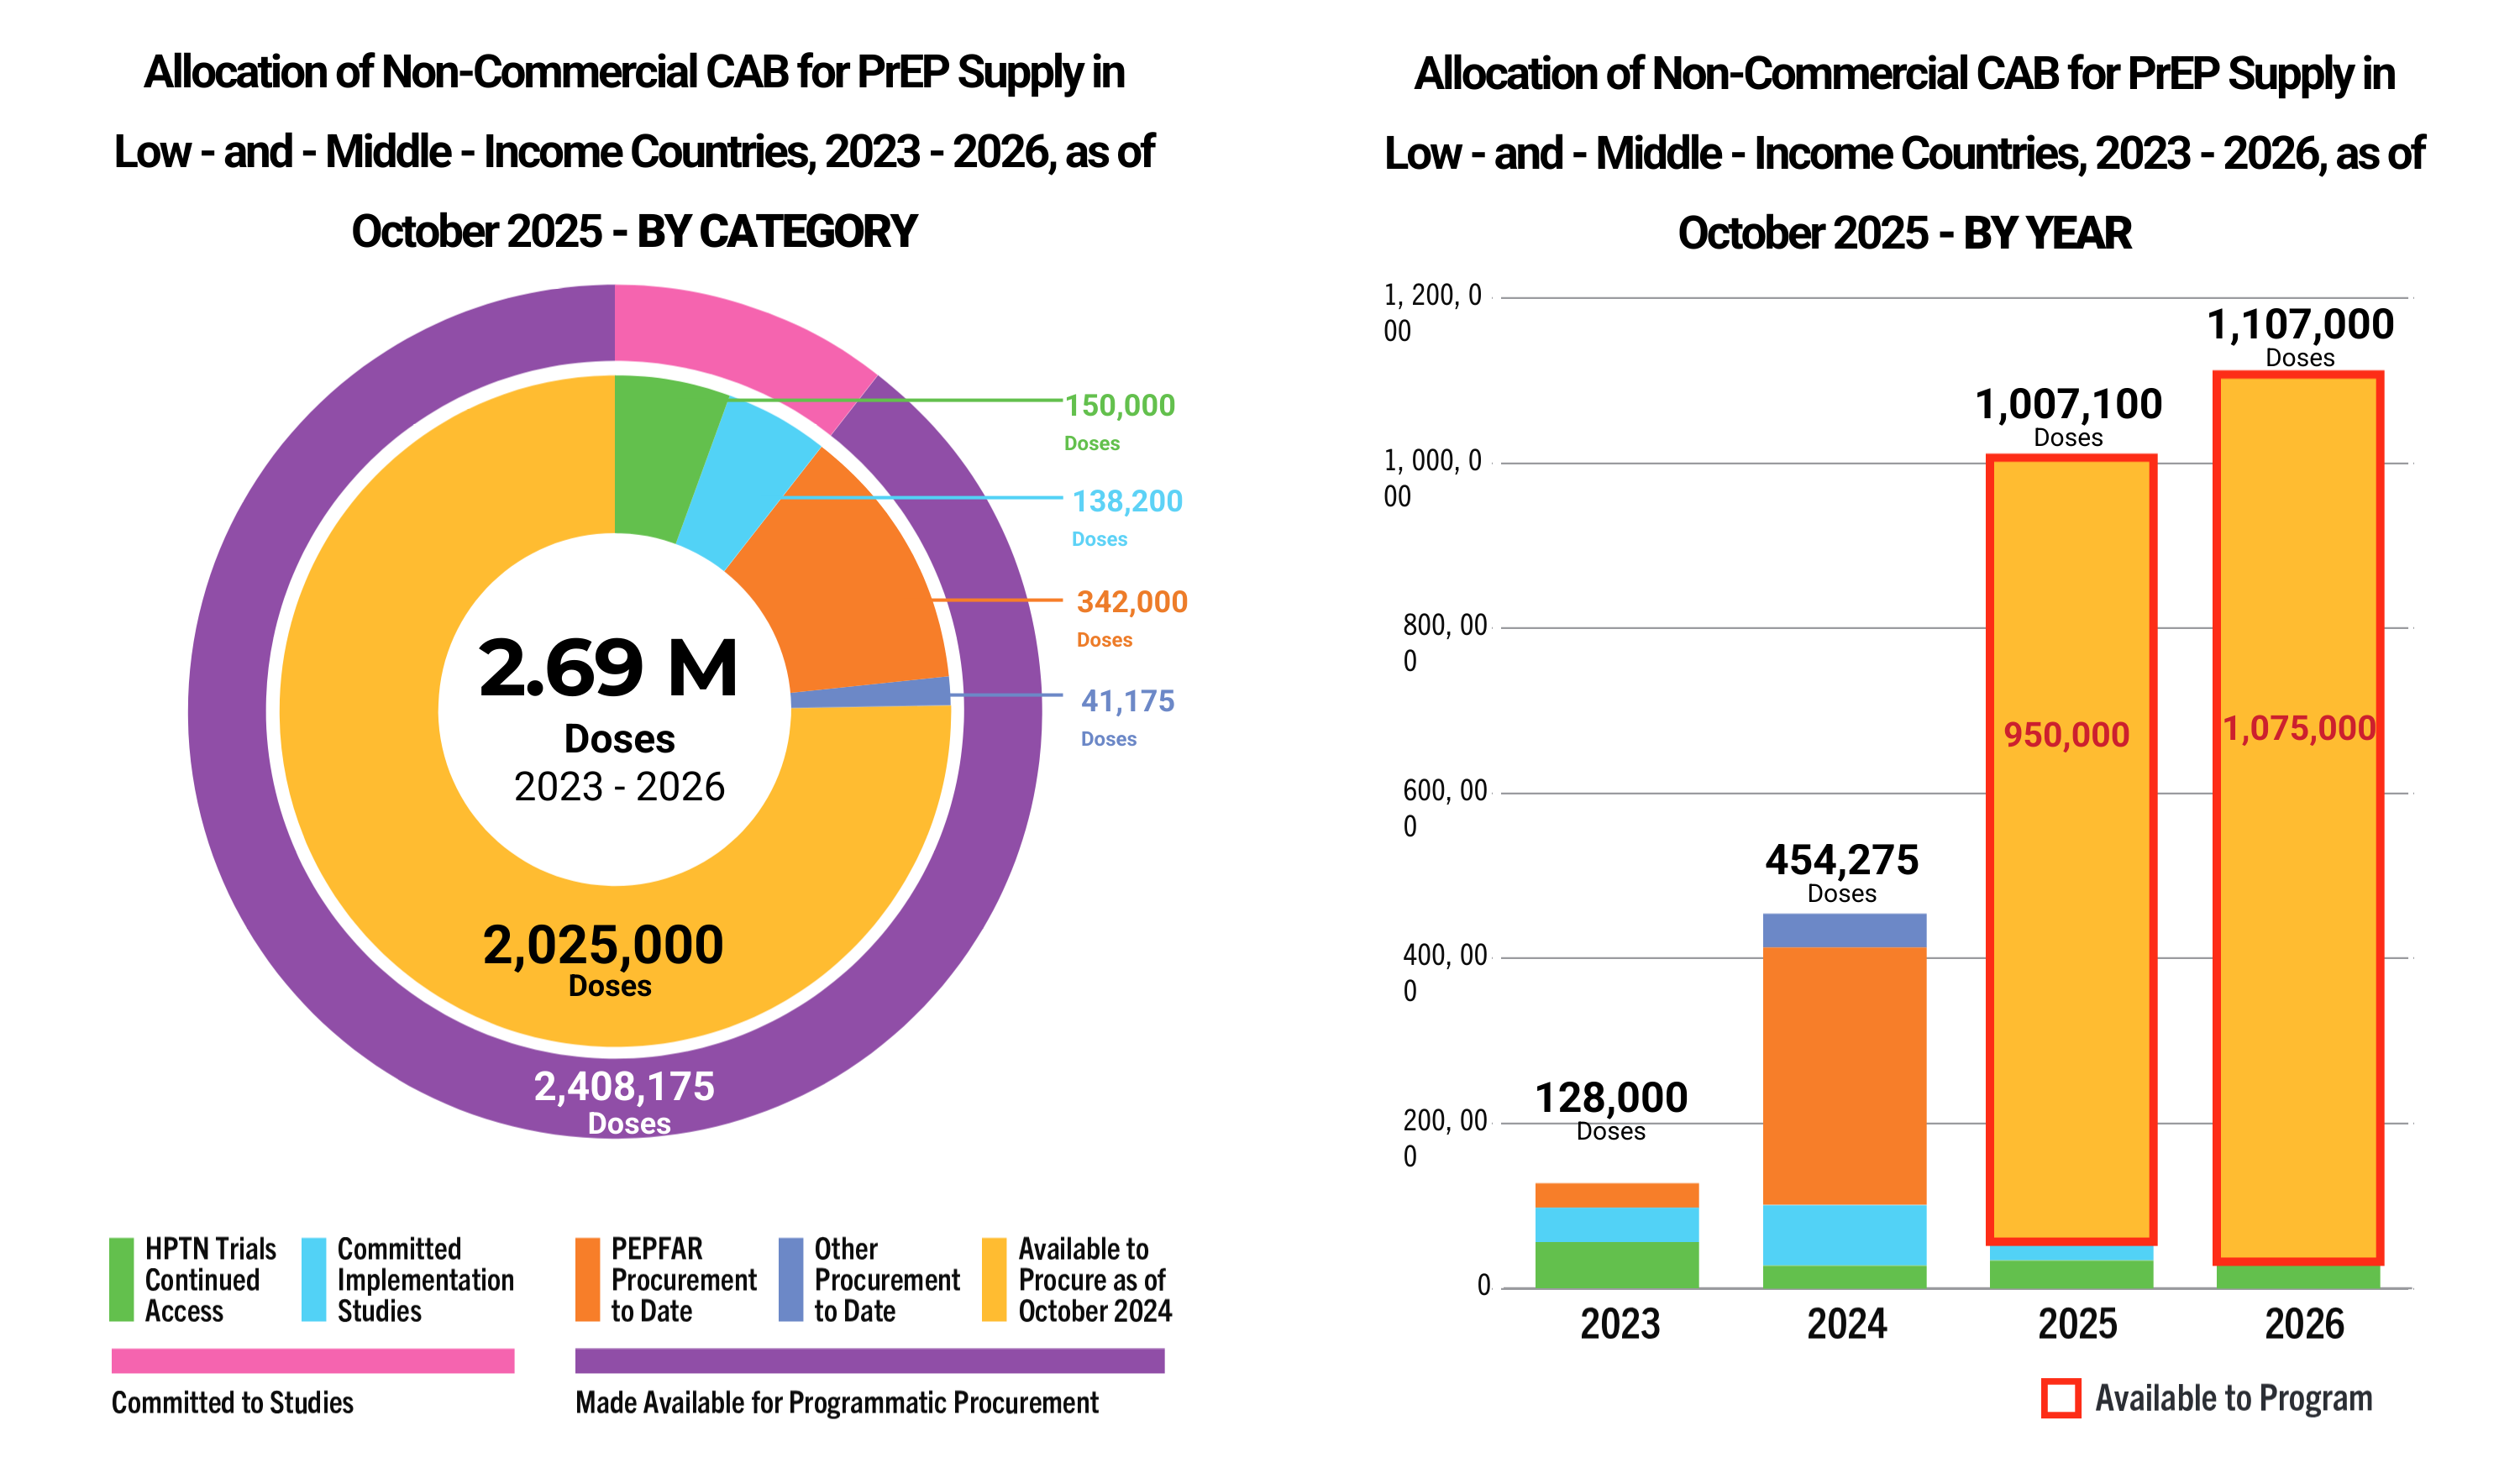 Allocation of Non-Commercial CAB for PrEP Supply in
Low - and - Middle - Income Countries, 2023 - 2026, as of
October 2025 - BY CATEGORY
150,000
Doses
138,200
Doses
342,000
Doses
41,175
Doses
2.69 M
Doses
2023 - 2026
2,025,000
Doses
2,408,175
Doses
HPTN Trials
Continued
Access
Committed
Implementation
Studies
PEPFAR
Procurement
to Date
Other
Procurement
to Date
Available to
Procure as of
October 2024
Committed to Studies
Made Available for Programmatic Procurement
Allocation of Non-Commercial CAB for PrEP Supply in
Low - and - Middle - Income Countries, 2023 - 2026, as of
October 2025 - BY YEAR
1, 200, 0
00
1, 000, 0
00
800, 00
0
600, 00
0
400, 00
0
200, 00
0
0
128,000
Doses
454,275
Doses
1,007,100
Doses
950,000
1,107,000
Doses
1,075,000
2023
2024
2025
2026
Available to Program